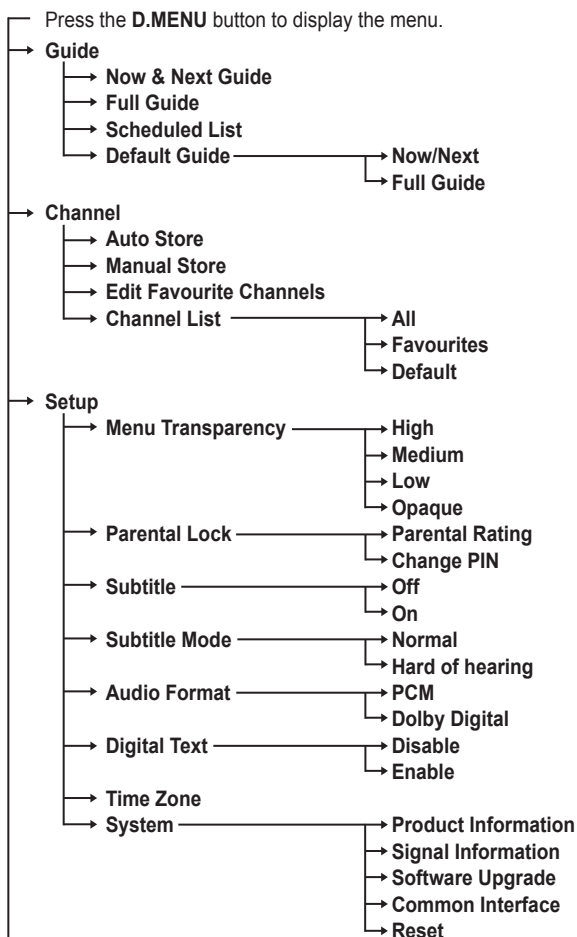 Press the D.MENU button to display the menu.
Guide
Now & Next Guide
Full Guide
Scheduled List
Default Guide Now/Next
Full Guide
Channel
Auto Store
Manual Store
Edit Favourite Channels
Channel List All
Favourites
Default
Setup
Menu Transparency High
Medium
Low
Opaque
Parental Lock Parental Rating
Change PIN
Subtitle Off
On
Subtitle Mode Normal
Hard of hearing
Audio Format PCM
Dolby Digital
Digital Text Disable
Enable
Time Zone
System Product Information
Signal Information
Software Upgrade
Common Interface
Reset